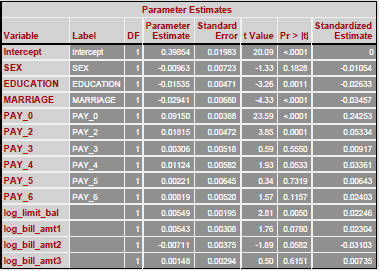 Parameter Estimates
Variable Label DF Parameter Estimate Standard Error t Value Pr > |t| Standardized Estimate
Intercept Intercept 1 0.39854 0.01983 20.09 <.0001 0
SEX SEX 1 -0.00963 0.00723 -1.33 0.1828 -0.01054
EDUCATION EDUCATION 1 -0.01535 0.00471 -3.26 0.0011 -0.02633
MARRIAGE MARRIAGE 1 -0.02941 0.00680 -4.33 <.0001 -0.03457
PAY_0 PAY_0 1 0.09150 0.00388 23.59 <.0001 0.24253
PAY_2 PAY_2 1 0.01815 0.00472 3.85 0.0001 0.05334
PAY_3 PAY_3 1 0.00306 0.00518 0.59 0.5550 0.00917
PAY_4 PAY_4 1 0.01124 0.00582 1.93 0.0533 0.03361
PAY_5 PAY_5 1 0.00221 0.00645 0.34 0.7319 0.00643
PAY_6 PAY_6 1 0.00819 0.00520 1.57 0.1157 0.02403
log_limit_bal 1 0.00549 0.00195 2.81 0.0050 0.02246
log_bill_amt1 1 0.00543 0.00308 1.76 0.0780 0.02304
log_bill_amt2 1 -0.00711 0.00375 -1.89 0.0582 -0.03103
log_bill_amt3 1 0.00148 0.00294 0.50 0.6151 0.00735